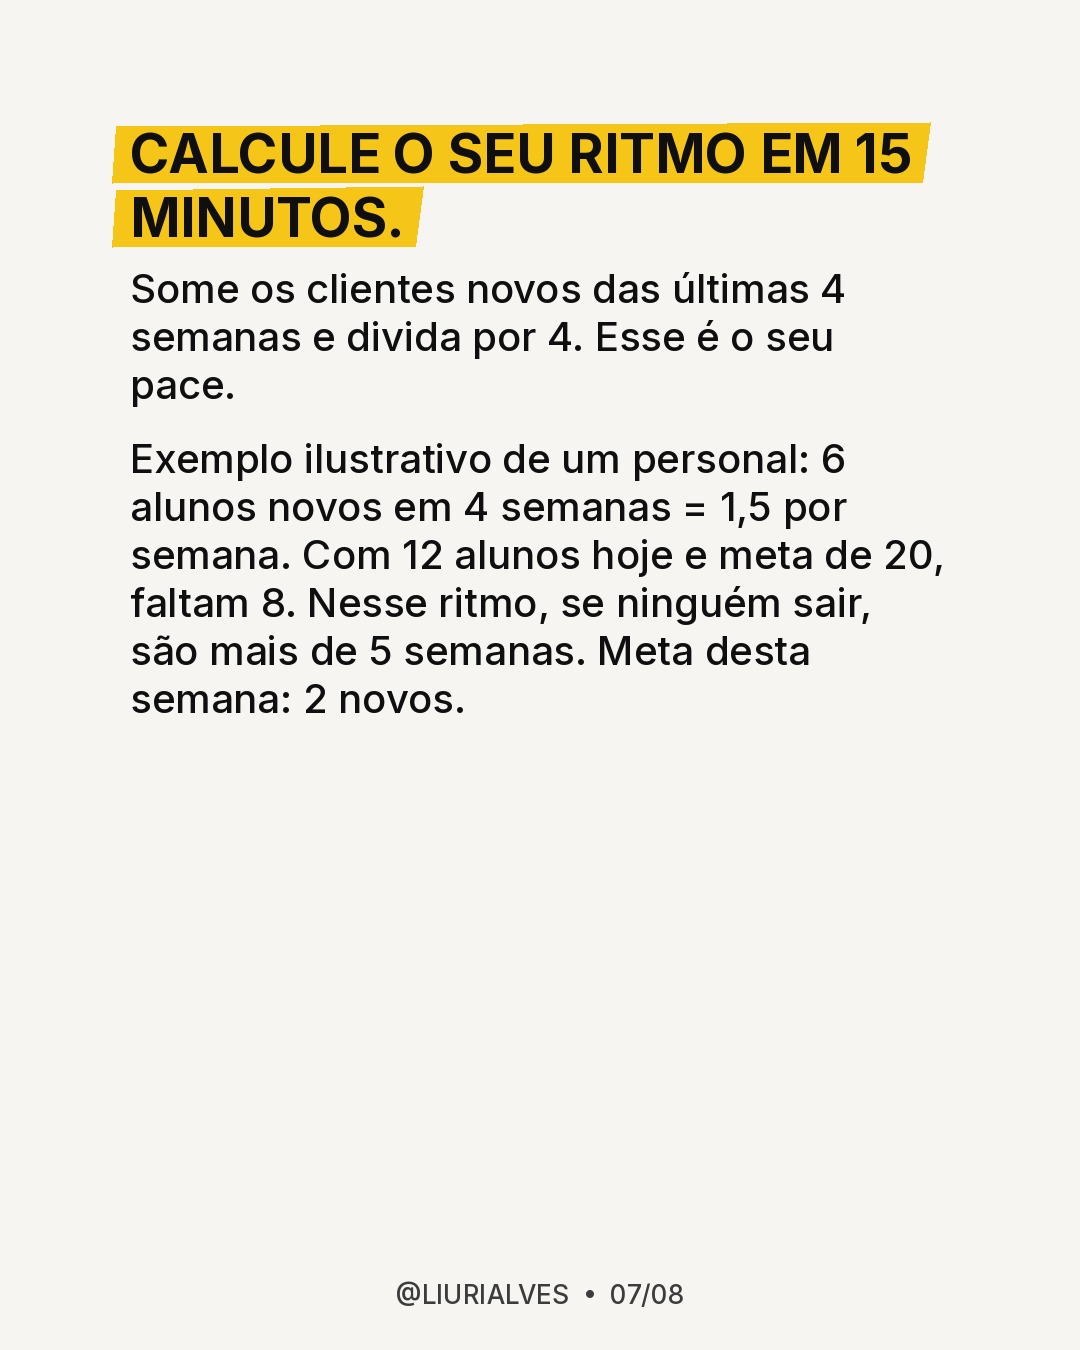 CALCULE O SEU RITMO EM 15
MINUTOS.
Some os clientes novos das últimas 4
semanas e divida por 4. Esse é o seu
pace.
Exemplo ilustrativo de um personal: 6
alunos novos em 4 semanas = 1,5 por
semana. Com 12 alunos hoje e meta de 20,
faltam 8. Nesse ritmo, se ninguém sair,
são mais de 5 semanas. Meta desta
semana: 2 novos.
@LIURIALVES • 07/08